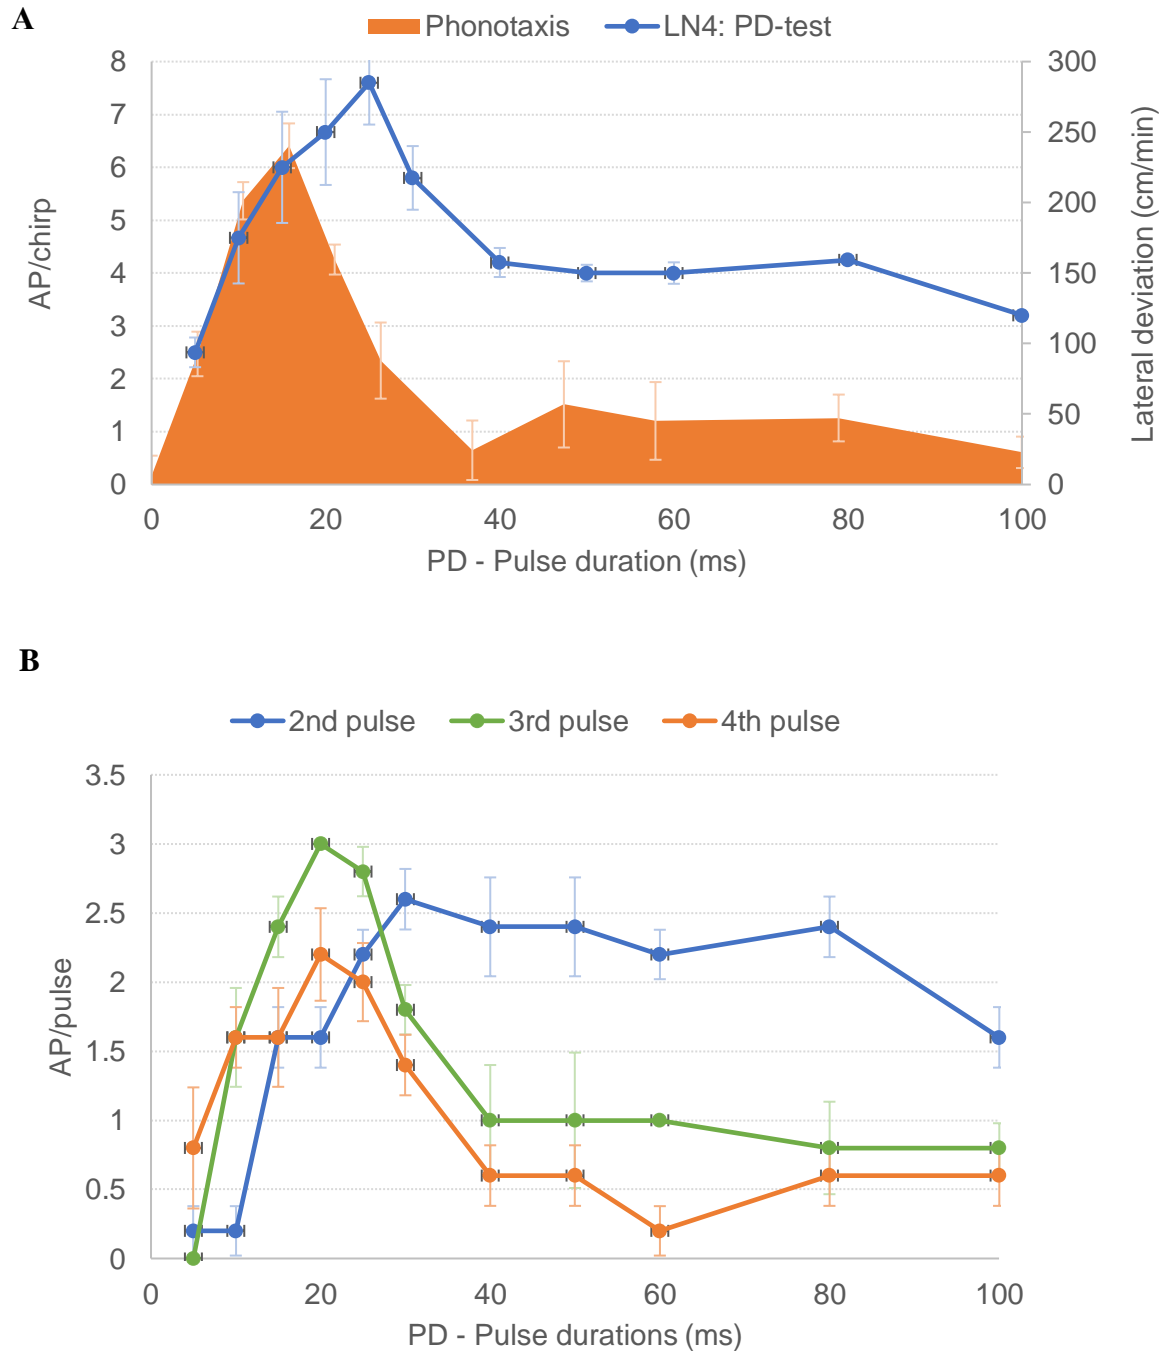 A
Phonotaxis LN4: PD-test
8 300
7 250
6 200
5 150
4 100
3 50
2 0
1
0
AP/chirp
Lateral deviation (cm/min)
0 20 40 60 80 100
PD - Pulse duration (ms)
B
2nd pulse 3rd pulse 4th pulse
3.5
3
2.5
2
1.5
1
0.5
0
AP/pulse
0 20 40 60 80 100
PD - Pulse durations (ms)